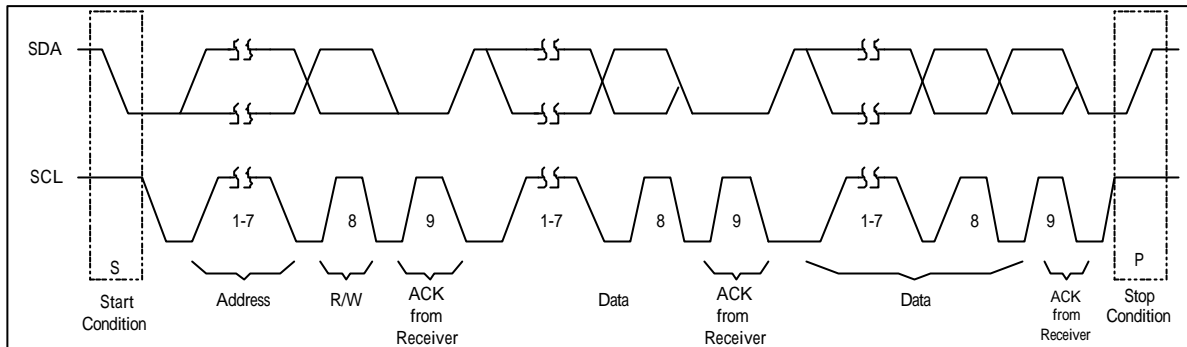 SDA
SCL
1-7
8
9
1-7
8
9
1-7
8
9
S
P
Start
Condition
Address
R/W
ACK
from
Receiver
Data
ACK
from
Receiver
Data
ACK
from
Receiver
Stop
Condition